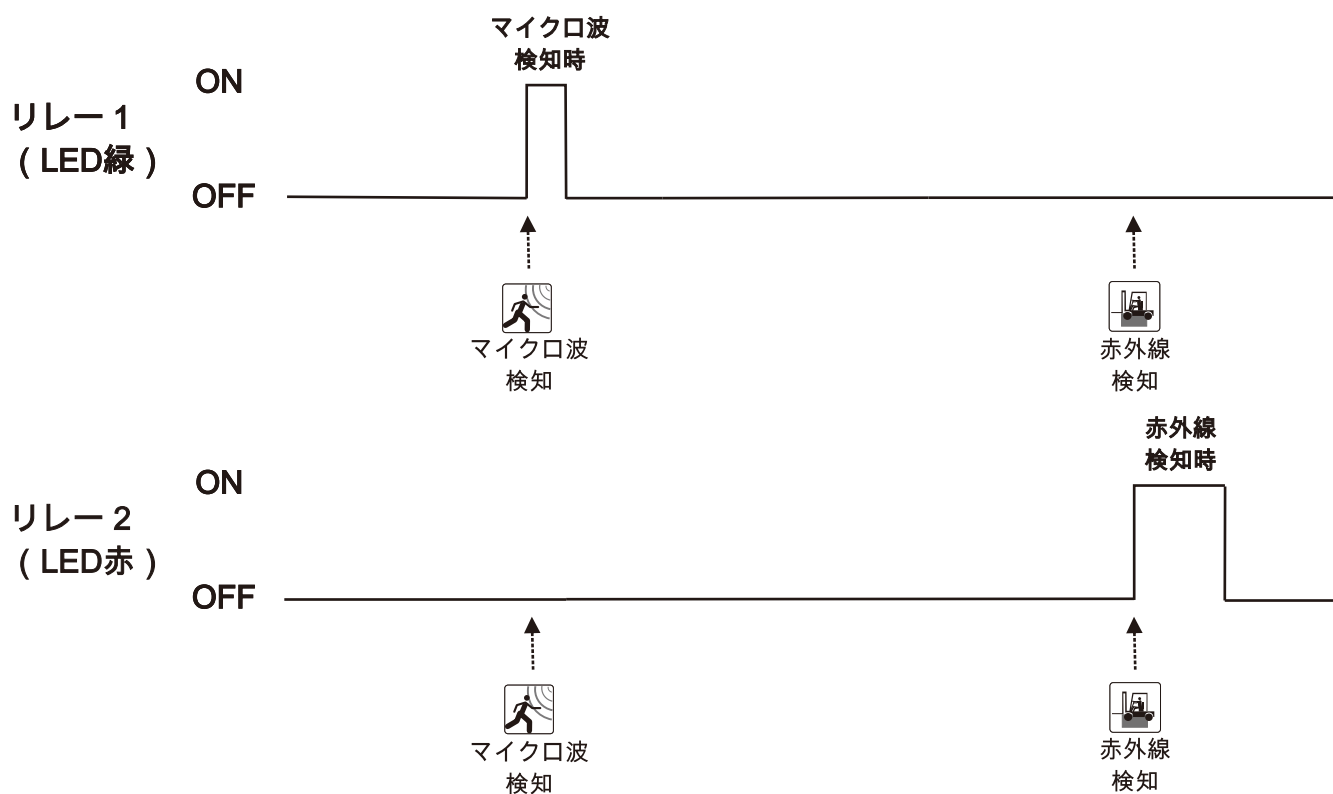 マイクロ波
検知時
ON
リレー 1
( LED緑 )
OFF
マイクロ波
検知
赤外線
検知
赤外線
検知時
ON
リレー 2
( LED赤 )
OFF
マイクロ波
検知
赤外線
検知